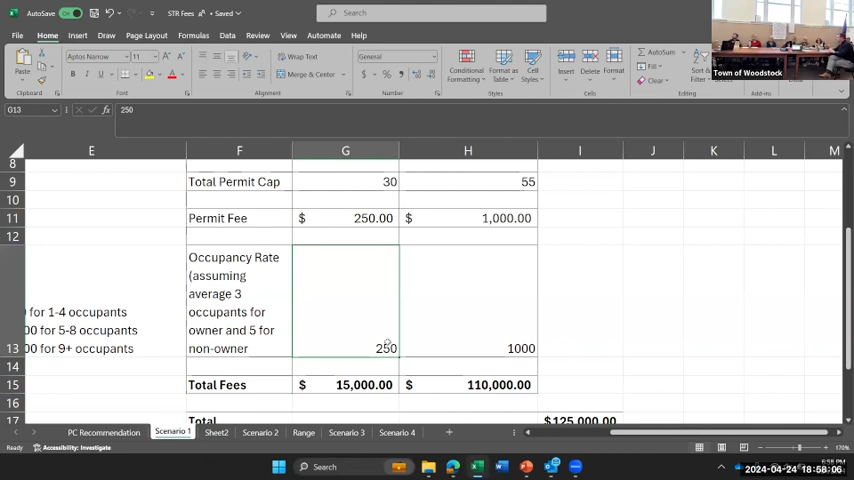 AutoSave On STR Fees Saved Search
Town of Woodstock
File Home Insert Draw Page Layout Formulas Data Review View Automate Help
Paste
Aptos Narrow 11
Wrap Text
Merge & Center
General
Conditional Formatting
Format as Table
Cell Styles
Insert Delete Format
AutoSum
Fill
Clear
Clipboard Font Alignment Number Styles Cells Add-ins
G13 fx 250
E F G H I J K L M
8
9 Total Permit Cap 30 55
10
11 Permit Fee $ 250.00 $ 1,000.00
12
Occupancy Rate
(assuming
average 3
0 for 1-4 occupants occupants for
00 for 5-8 occupants owner and 5 for
13 00 for 9+ occupants non-owner 250 1000
14
15 Total Fees $ 15,000.00 $ 110,000.00
16
17 Total $125,000.00
PC Recommendation Scenario 1 Sheet2 Scenario 2 Range Scenario 3 Scenario 4
Ready Accessibility: Investigate 170%
Search
2024-04-24 18:58:06